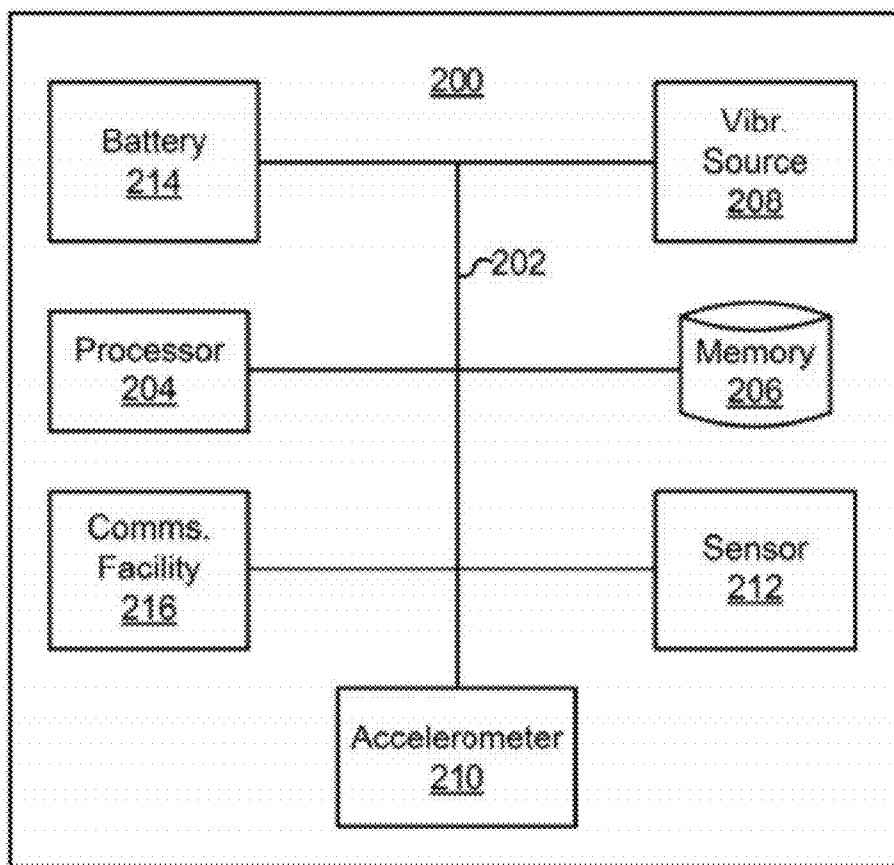 200
Battery
214
Vibr.
Source
208
202
Processor
204
Memory
206
Comms.
Facility
216
Sensor
212
Accelerometer
210